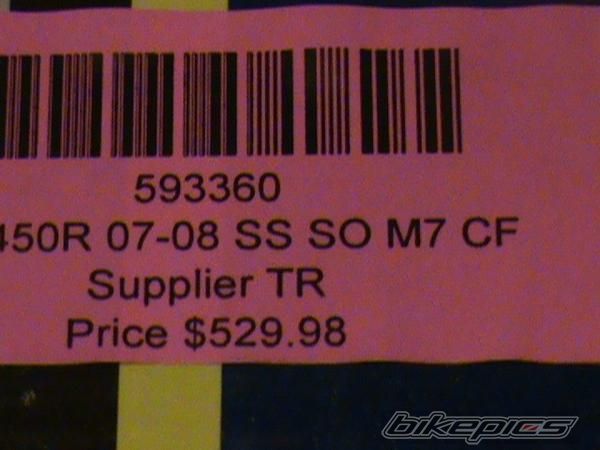 593360
450R 07-08 SS SO M7 CF
Supplier TR
Price $529.98
bikepics